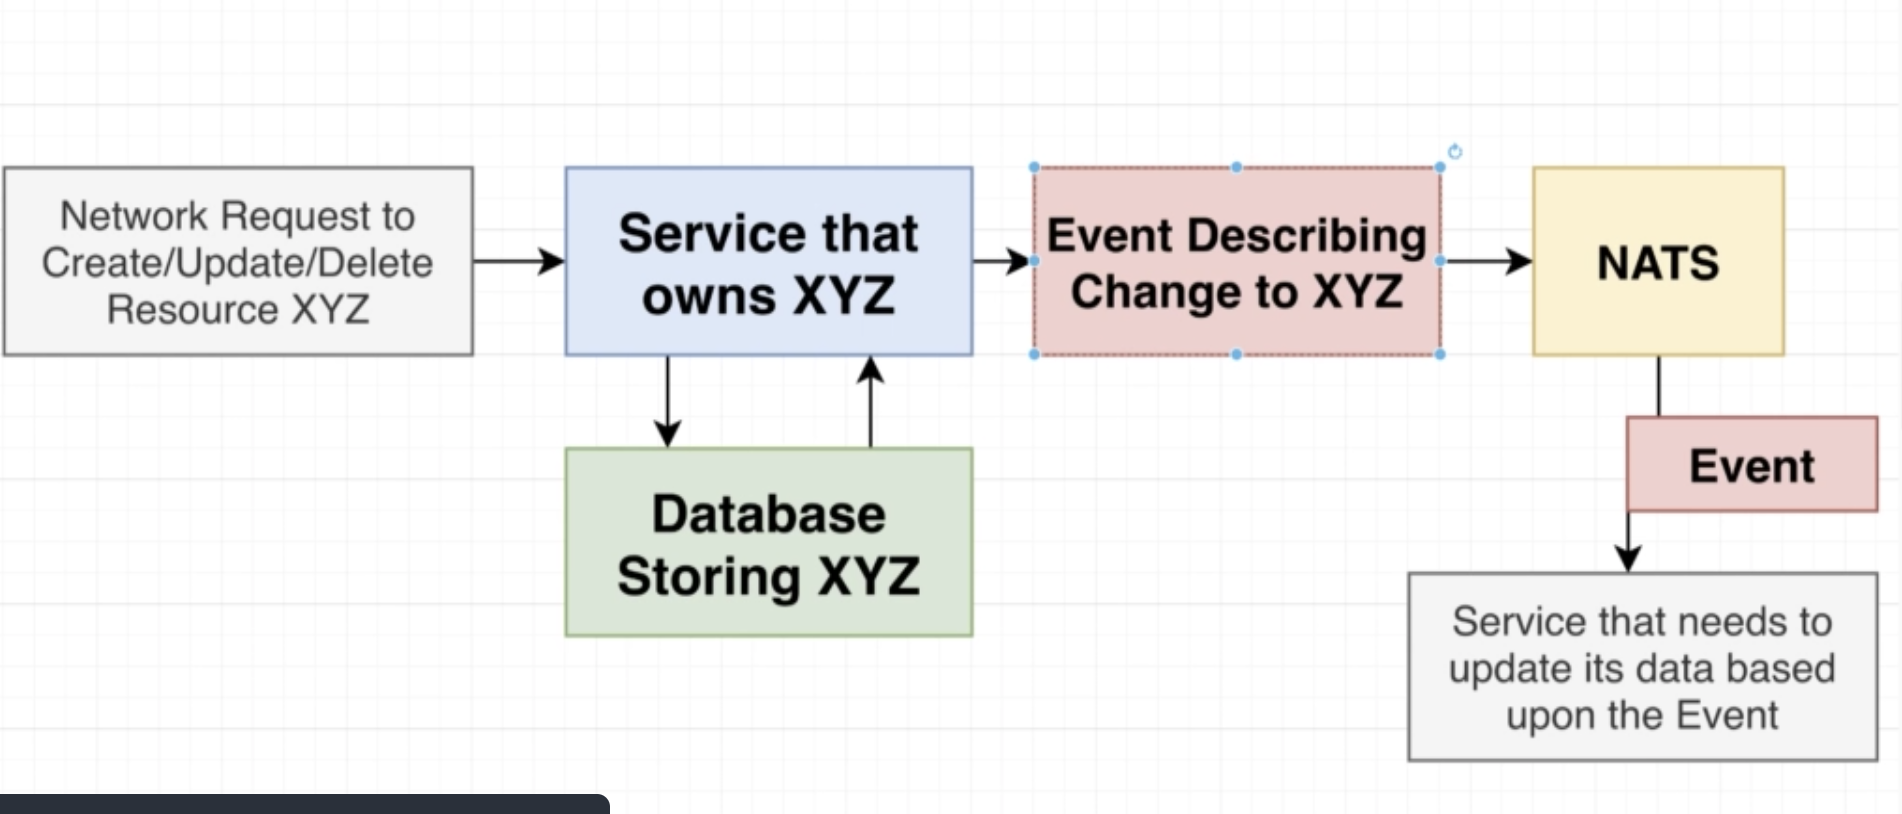 Network Request to
Create/Update/Delete
Resource XYZ
Service that
owns XYZ
Event Describing
Change to XYZ
NATS
Database
Storing XYZ
Event
Service that needs to
update its data based
upon the Event